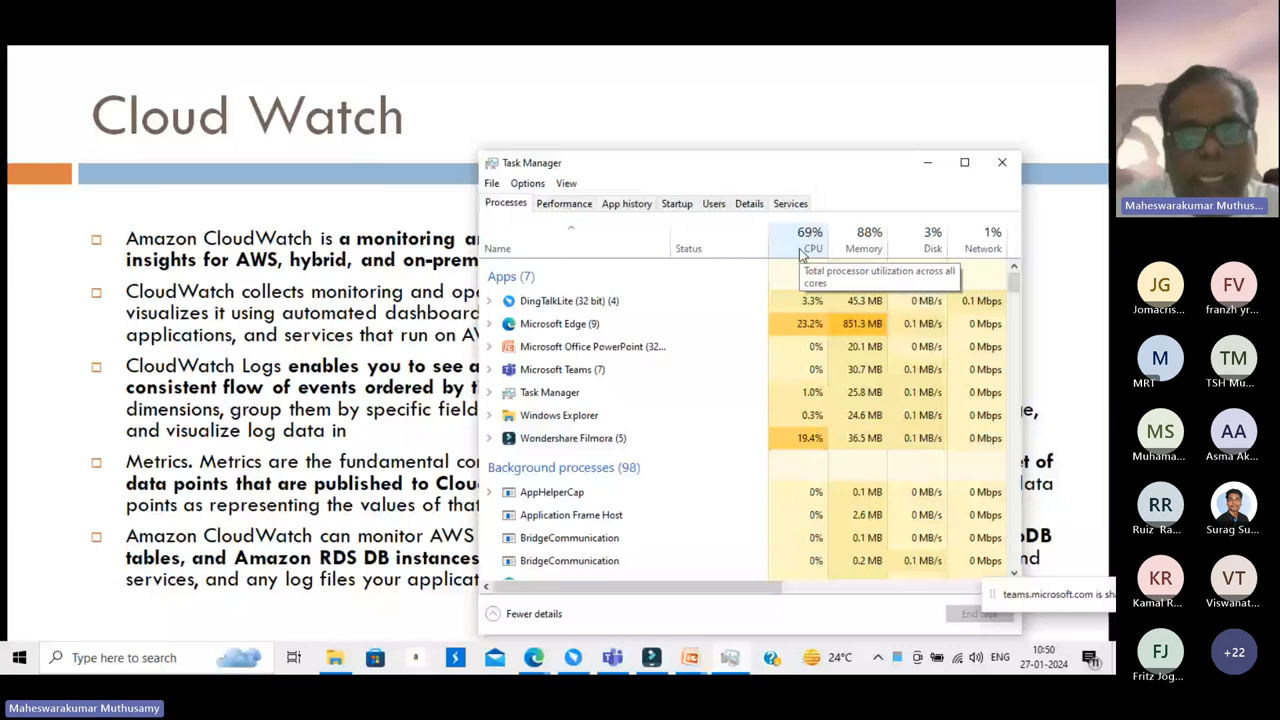 Cloud Watch
Amazon CloudWatch is a monitoring an
insights for AWS, hybrid, and on-prem
CloudWatch collects monitoring and ope
visualizes it using automated dashboard
applications, and services that run on AW
CloudWatch Logs enables you to see a
consistent flow of events ordered by ti
dimensions, group them by specific field
ge,
and visualize log data in
Metrics. Metrics are the fundamental con
et of
data points that are published to Cloud
data
points as representing the values of that
Amazon CloudWatch can monitor AWS
oDB
tables, and Amazon RDS DB instances
and
services, and any log files your applicat
Task Manager
File Options View
Processes Performance App history Startup Users Details Services
69% 88% 3% 1%
Name Status CPU Memory Disk Network
Total processor utilization across all
cores
Apps (7)
DingTalkLite (32 bit) (4) 3.3% 45.3 MB 0 MB/s 0.1 Mbps
Microsoft Edge (9) 23.2% 851.3 MB 0.1 MB/s 0 Mbps
Microsoft Office PowerPoint (32... 0% 20.1 MB 0 MB/s 0 Mbps
Microsoft Teams (7) 0% 30.7 MB 0 MB/s 0 Mbps
Task Manager 1.0% 25.8 MB 0 MB/s 0 Mbps
Windows Explorer 0.3% 24.6 MB 0 MB/s 0 Mbps
Wondershare Filmora (5) 19.4% 36.5 MB 0.1 MB/s 0 Mbps
Background processes (98)
AppHelperCap 0% 0.1 MB 0 MB/s 0 Mbps
Application Frame Host 0% 2.6 MB 0 MB/s 0 Mbps
BridgeCommunication 0% 0.1 MB 0 MB/s 0 Mbps
BridgeCommunication 0% 0.2 MB 0.1 MB/s 0 Mbps
Fewer details
End task
teams.microsoft.com is sha
Type here to search
a
24°C
ENG
10:50
27-01-2024
11
Maheswarakumar Muthusamy
Maheswarakumar Muthus...
JG FV
Jomacris... franzh yr...
M TM
MRT TSH Mu...
MS AA
Muhama... Asma Ak...
RR
Ruiz Ra... Surag Su...
KR VT
Kamal R... Viswanat...
FJ +22
Fritz Jog...